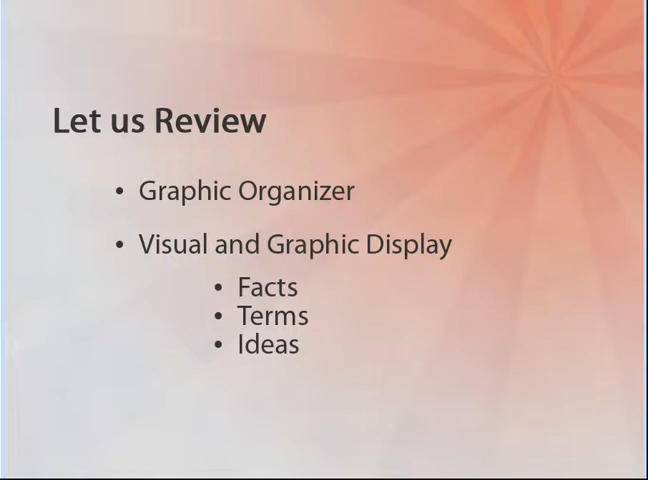 Let us Review
• Graphic Organizer
• Visual and Graphic Display
• Facts
• Terms
• Ideas